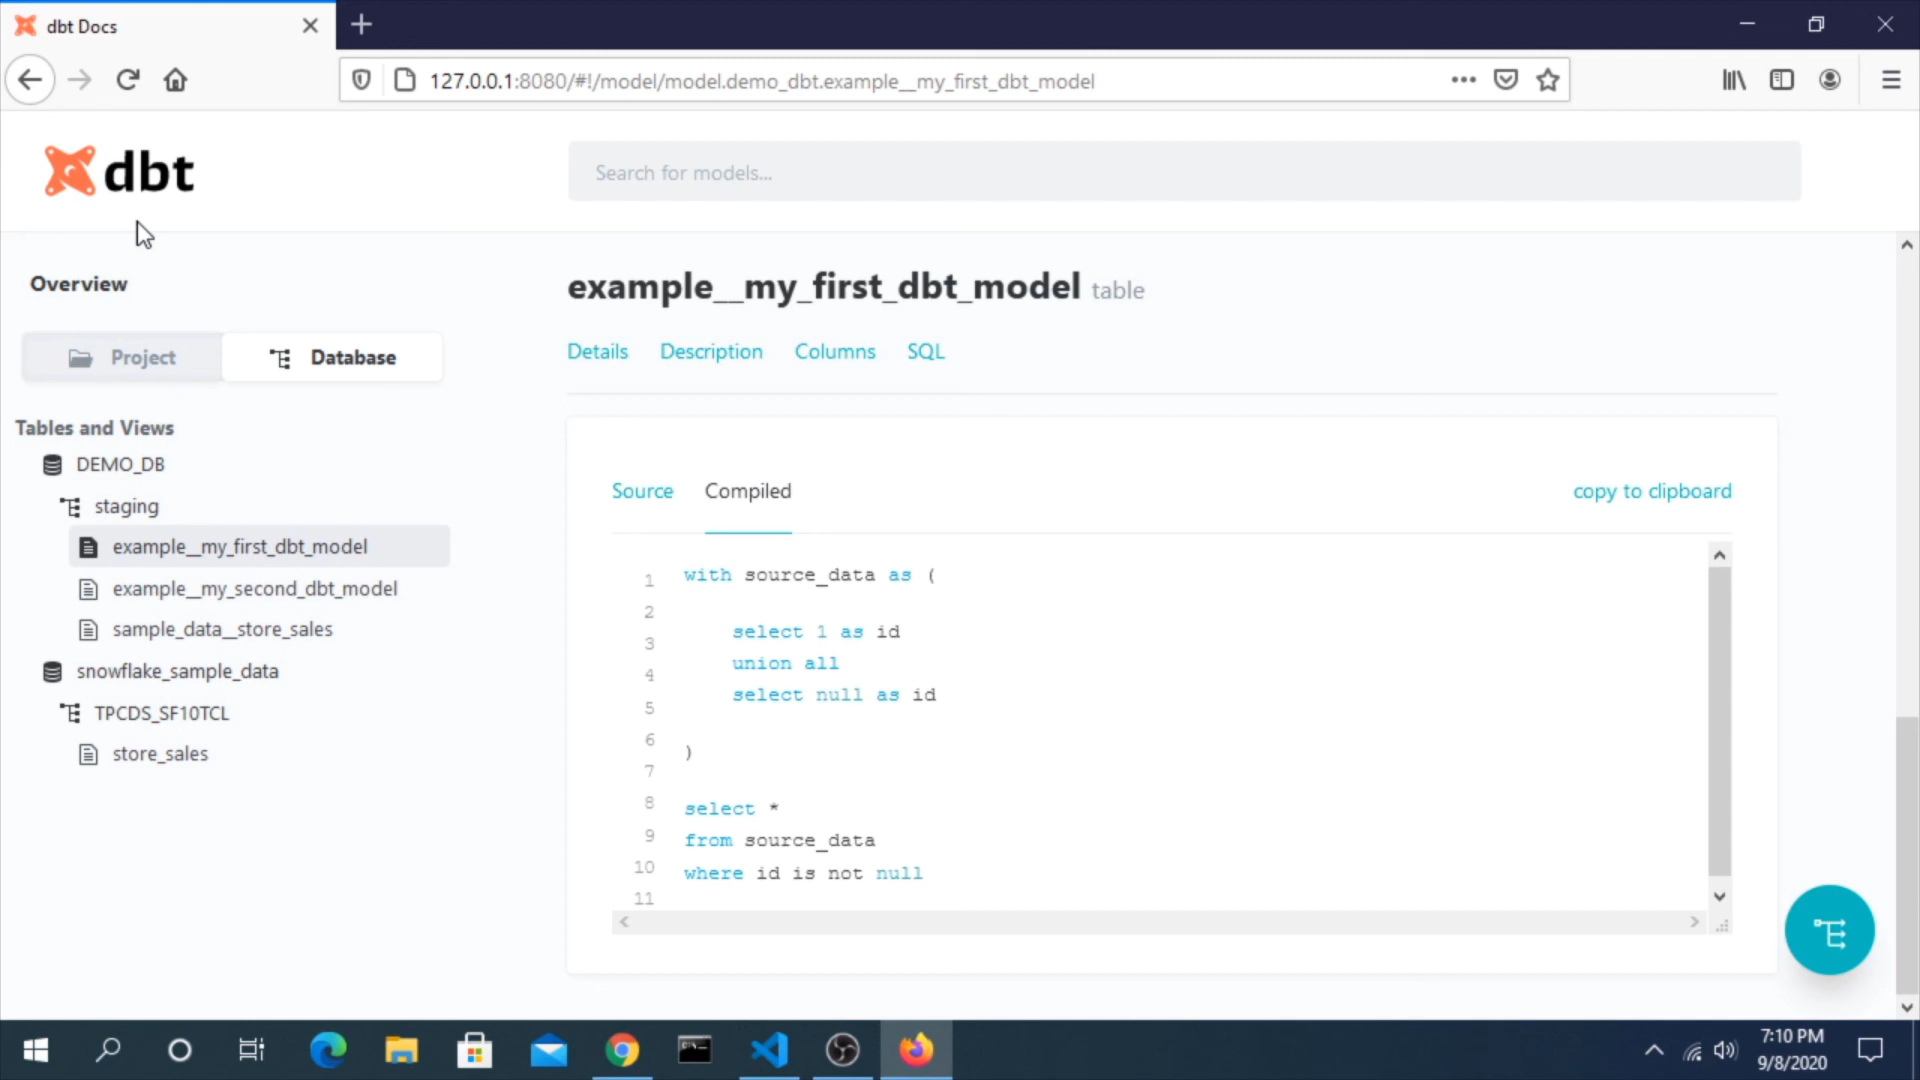 dbt Docs
127.0.0.1:8080/#!/model/model.demo_dbt.example__my_first_dbt_model
dbt
Search for models...
Overview
Project
Database
Tables and Views
DEMO_DB
staging
example__my_first_dbt_model
example__my_second_dbt_model
sample_data__store_sales
snowflake_sample_data
TPCDS_SF10TCL
store_sales
example__my_first_dbt_model table
Details Description Columns SQL
Source Compiled copy to clipboard
1 with source_data as (
2
3 select 1 as id
4 union all
5 select null as id
6
7 )
8 select *
9 from source_data
10 where id is not null
11
7:10 PM
9/8/2020